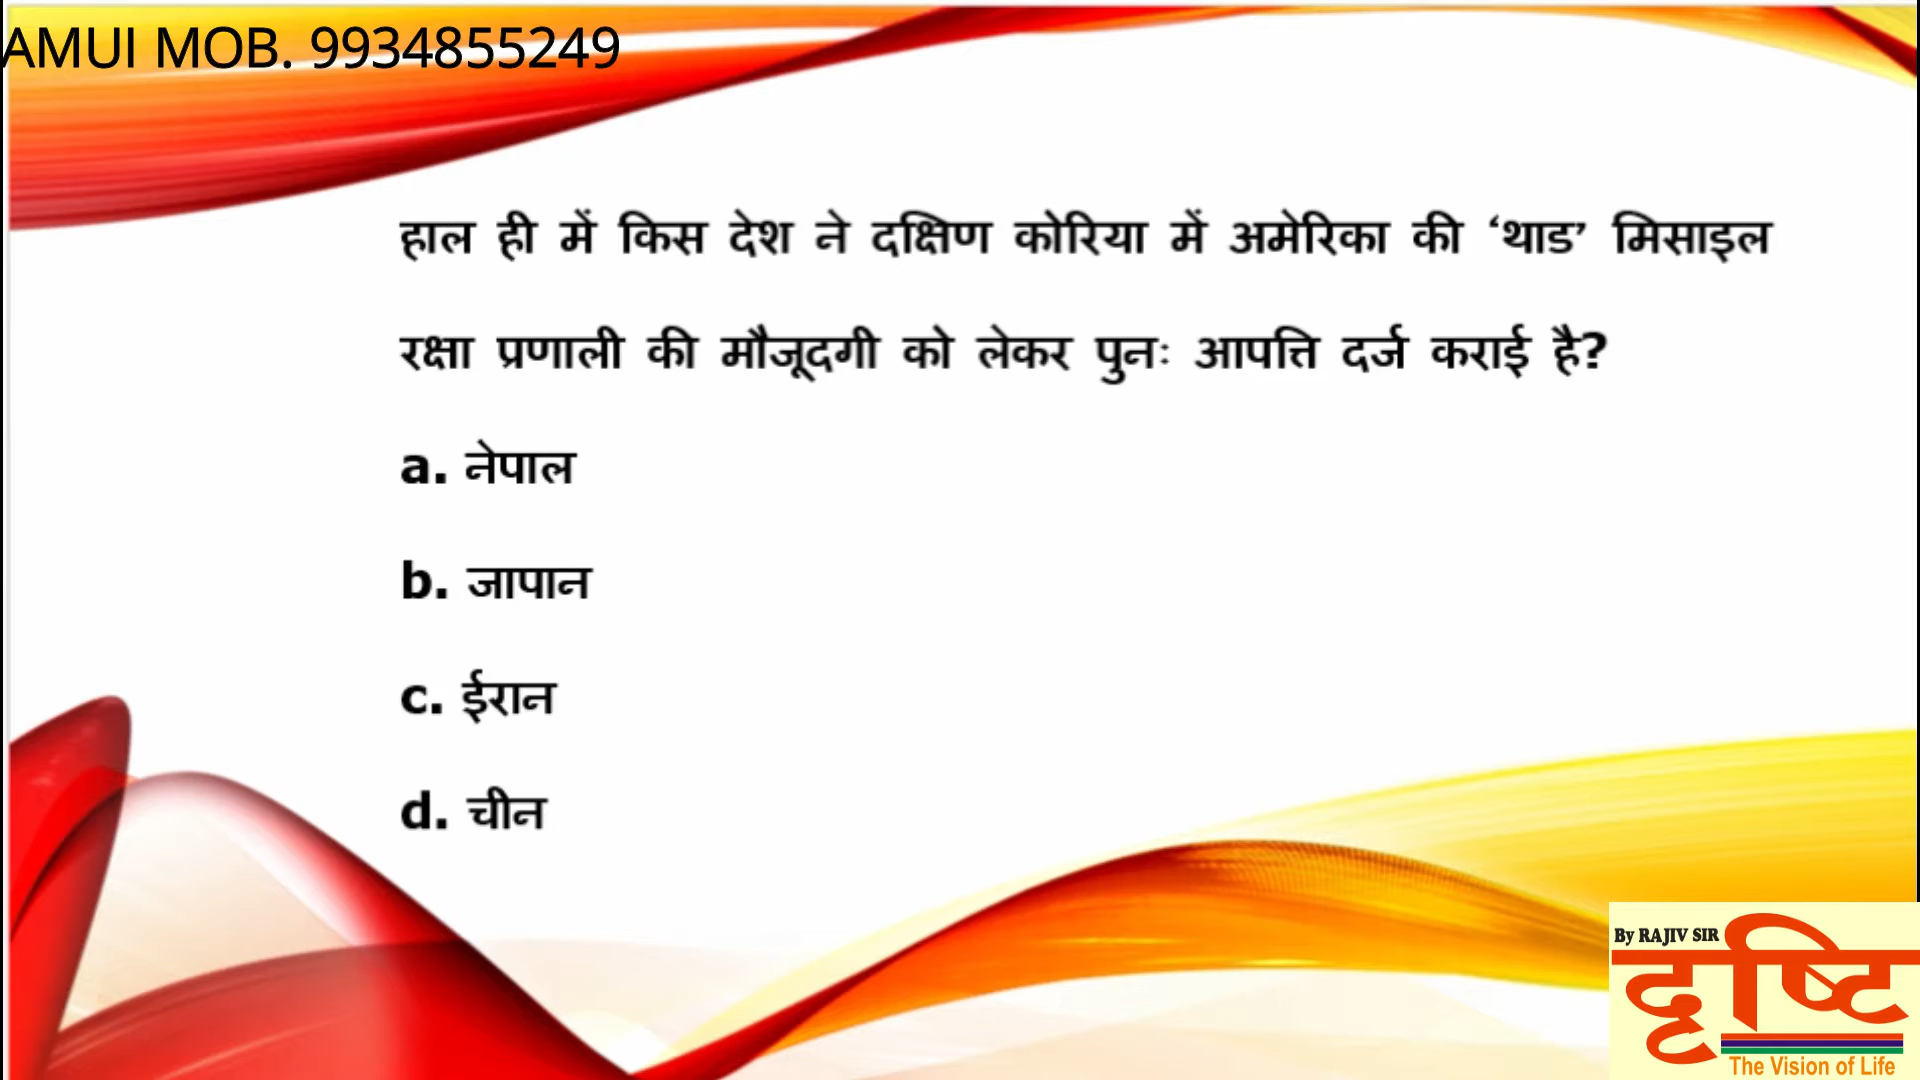 AMUI MOB. 9934855249
हाल ही में किस देश ने दक्षिण कोरिया में अमेरिका की ‘थाड’ मिसाइल
रक्षा प्रणाली की मौजूदगी को लेकर पुनः आपत्ति दर्ज कराई है?
a. नेपाल
b. जापान
c. ईरान
d. चीन
By RAJIV SIR
दृष्टि
The Vision of Life